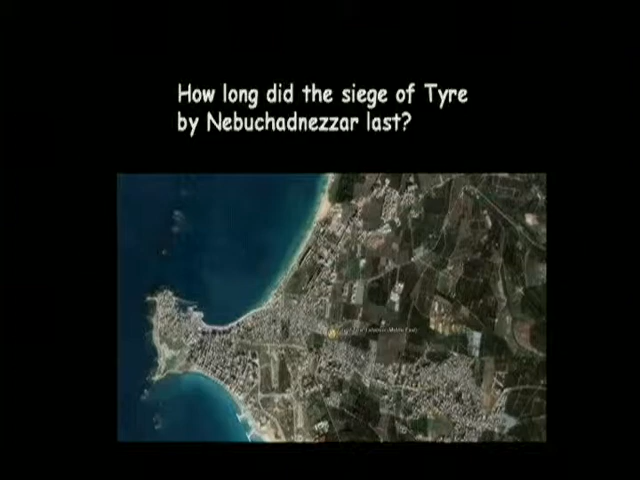 How long did the siege of Tyre
by Nebuchadnezzar last?